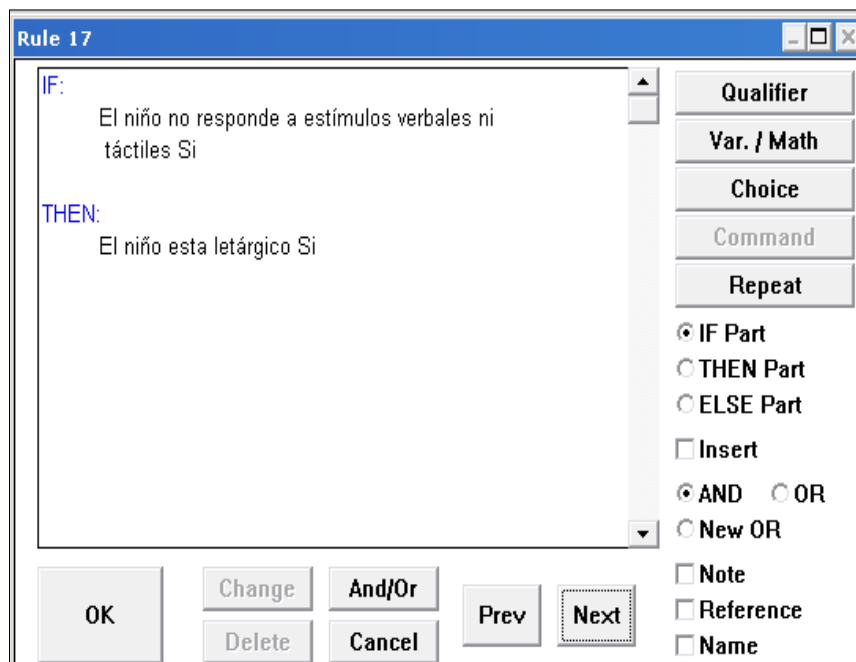 Rule 17
IF:
El niño no responde a estímulos verbales ni
táctiles Si
THEN:
El niño esta letárgico Si
Qualifier
Var. / Math
Choice
Command
Repeat
IF Part
THEN Part
ELSE Part
Insert
AND OR
New OR
Note
Reference
Name
OK
Change
And/Or
Delete
Cancel
Prev
Next